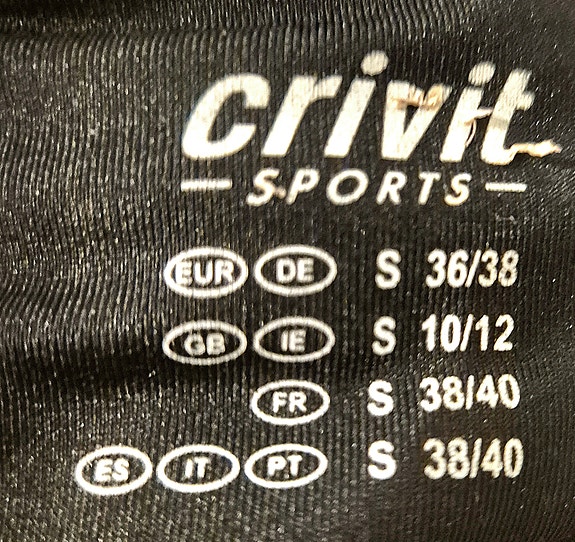 crivit
SPORTS
EUR DE S 36/38
GB IE S 10/12
FR S 38/40
ES IT PT S 38/40